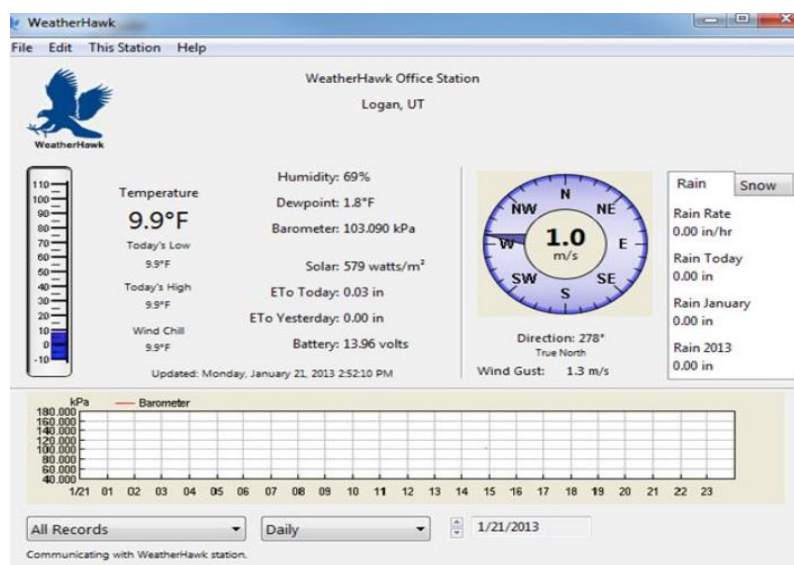 WeatherHawk
File Edit This Station Help
WeatherHawk Office Station
Logan, UT
WeatherHawk
110
100
90
80
70
60
50
40
30
20
10
0
-10
Temperature
9.9°F
Today's Low
9.9°F
Today's High
9.9°F
Wind Chill
9.9°F
Humidity: 69%
Dewpoint: 1.8°F
Barometer: 103.090 kPa
Solar: 579 watts/m²
ETo Today: 0.03 in
ETo Yesterday: 0.00 in
Battery: 13.96 volts
Updated: Monday, January 21, 2013 2:52:10 PM
N
NW NE
W 1.0 E
m/s
SW SE
S
Direction: 278°
True North
Wind Gust: 1.3 m/s
Rain Snow
Rain Rate
0.00 in/hr
Rain Today
0.00 in
Rain January
0.00 in
Rain 2013
0.00 in
kPa Barometer
180.000
160.000
140.000
120.000
100.000
80.000
60.000
40.000
1/21 01 02 03 04 05 06 07 08 09 10 11 12 13 14 15 16 17 18 19 20 21 22 23
All Records Daily 1/21/2013
Communicating with WeatherHawk station.